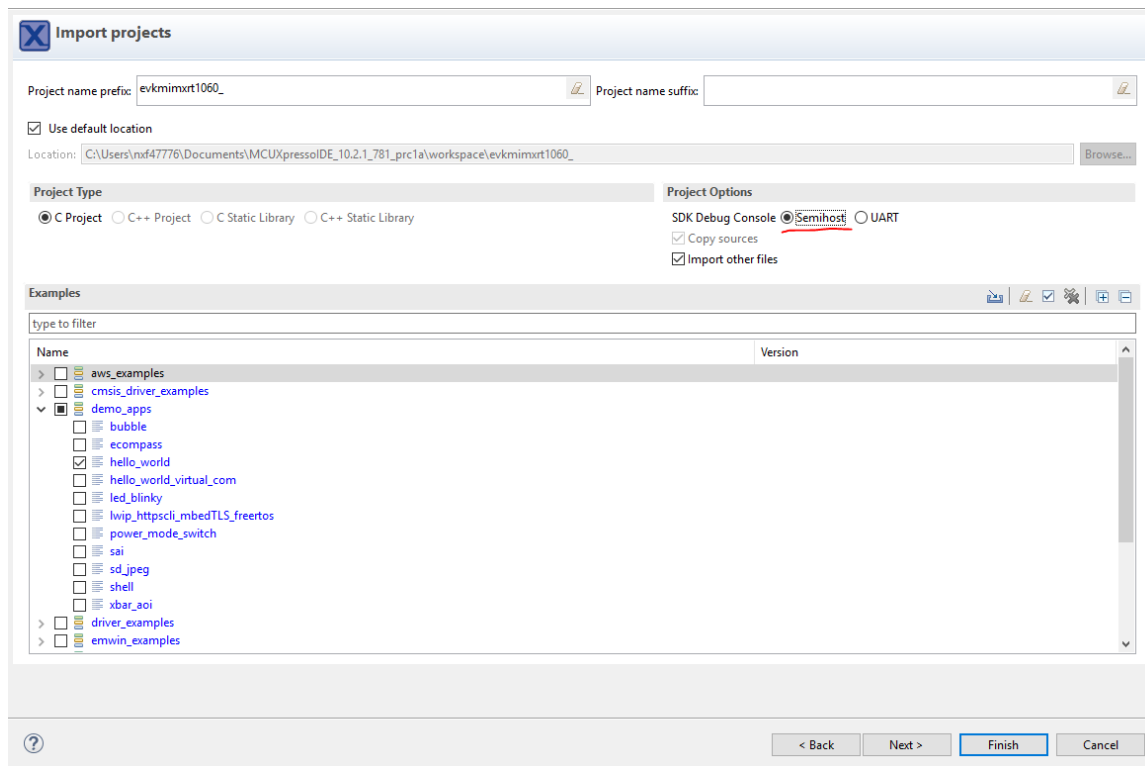 Import projects
Project name prefix: evkmimxrt1060_ Project name suffix:
Use default location
Location: C:\Users\nxf47776\Documents\MCUXpressoIDE_10.2.1_781_prc1a\workspace\evkmimxrt1060_ Browse...
Project Type Project Options
C Project C++ Project C Static Library C++ Static Library SDK Debug Console Semihost UART
Copy sources
Import other files
Examples
type to filter
Name Version
aws_examples
cmsis_driver_examples
demo_apps
bubble
ecompass
hello_world
hello_world_virtual_com
led_blinky
lwip_httpscli_mbedTLS_freertos
power_mode_switch
sai
sd_jpeg
shell
xbar_aoi
driver_examples
emwin_examples
< Back Next > Finish Cancel